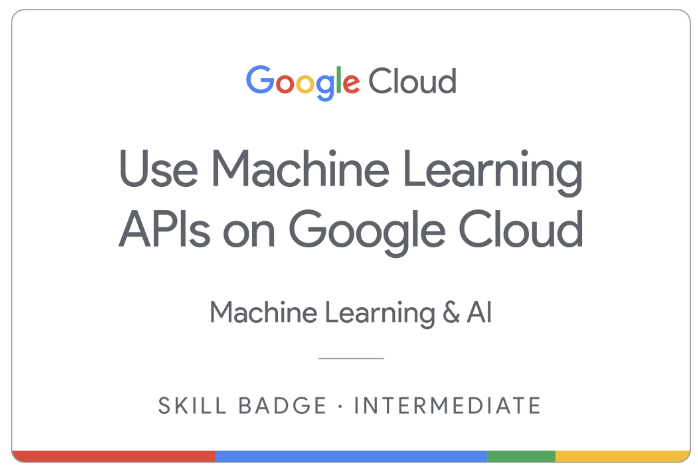 Google Cloud
Use Machine Learning
APIs on Google Cloud
Machine Learning & AI
SKILL BADGE · INTERMEDIATE